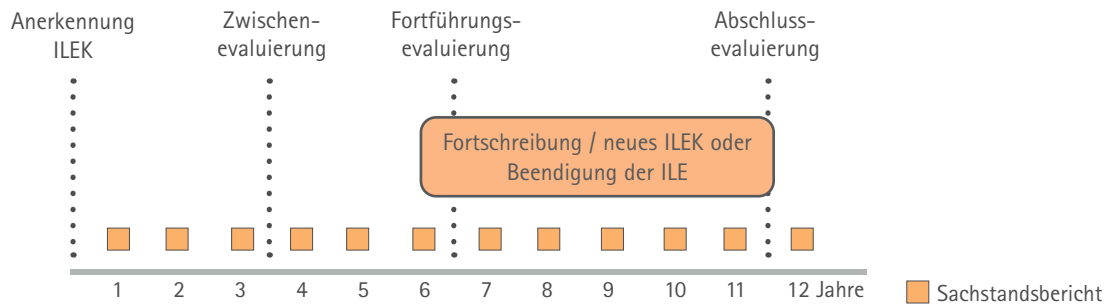 Anerkennung
ILEK
Zwischen-
evaluierung
Fortführungs-
evaluierung
Abschluss-
evaluierung
Fortschreibung / neues ILEK oder
Beendigung der ILE
1 2 3 4 5 6 7 8 9 10 11 12 Jahre
Sachstandsbericht